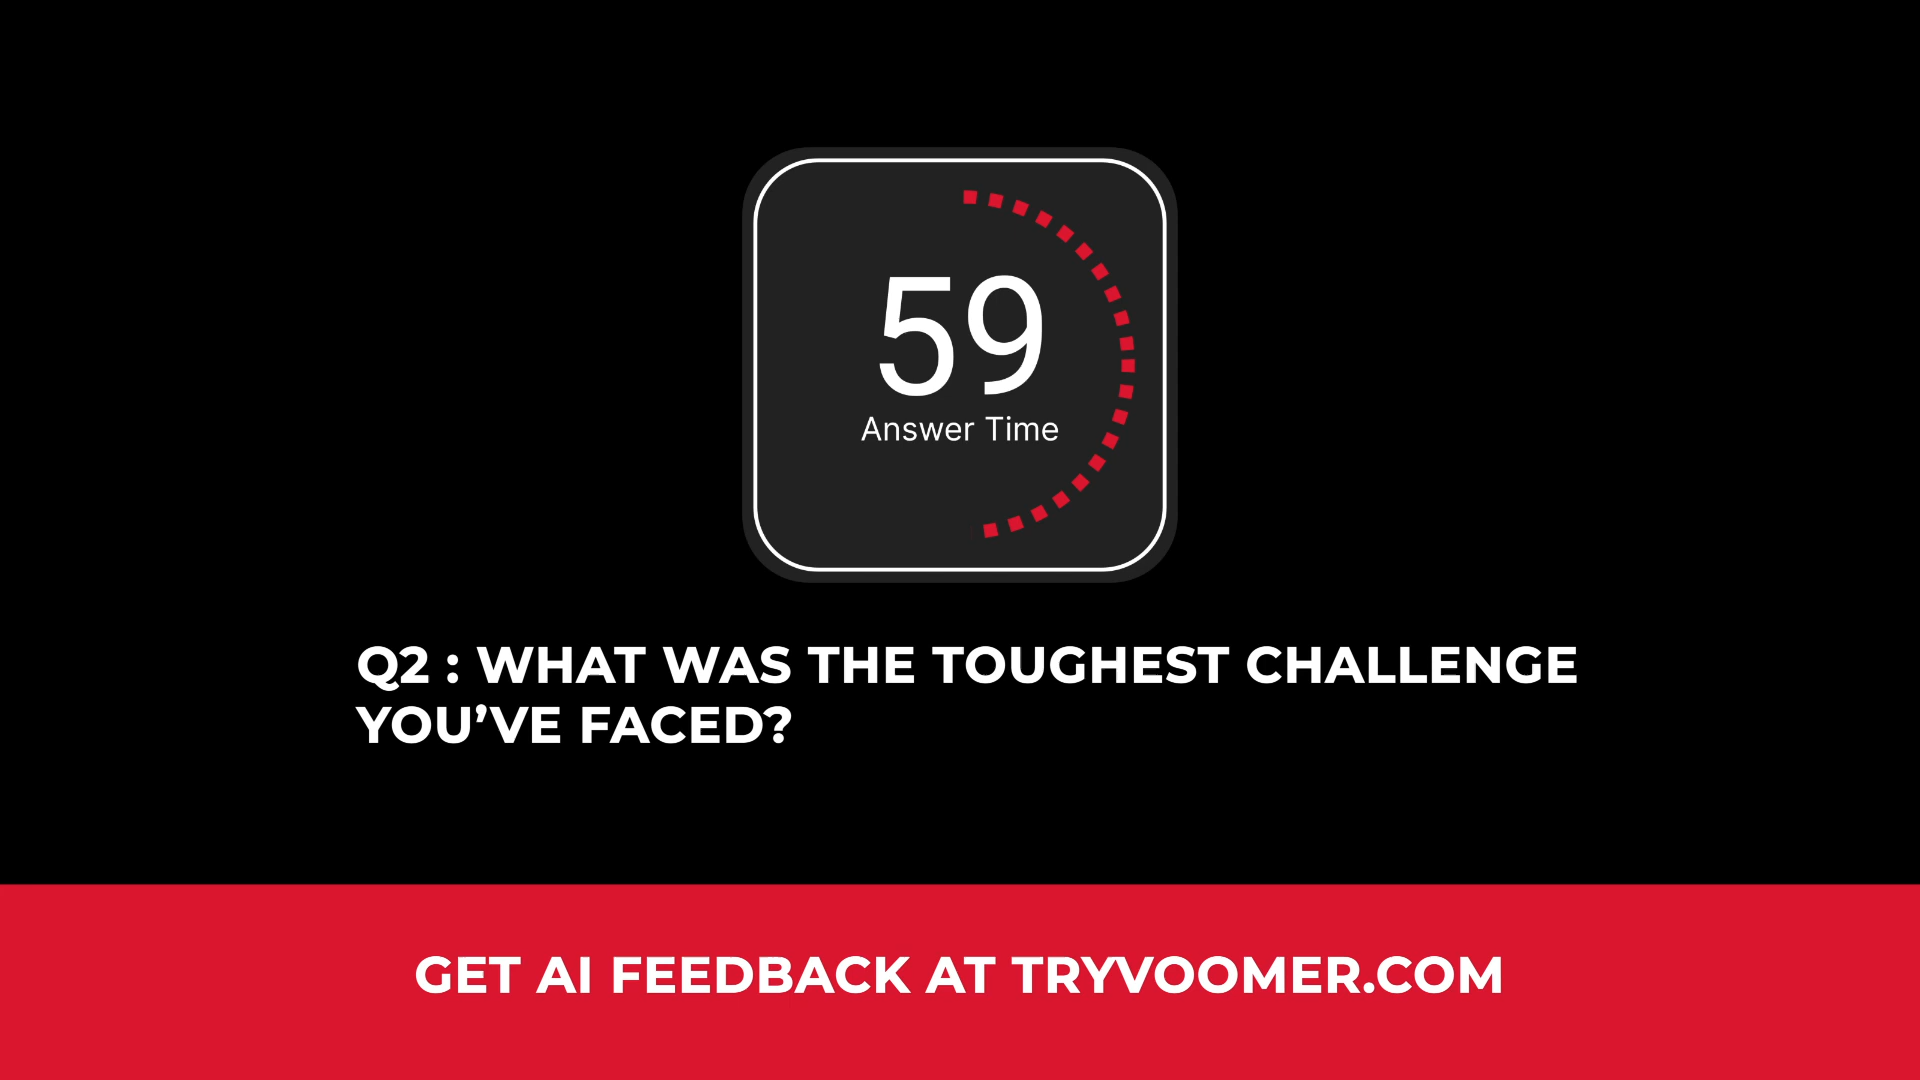 59
Answer Time
Q2 : WHAT WAS THE TOUGHEST CHALLENGE
YOU’VE FACED?
GET AI FEEDBACK AT TRYVOOMER.COM